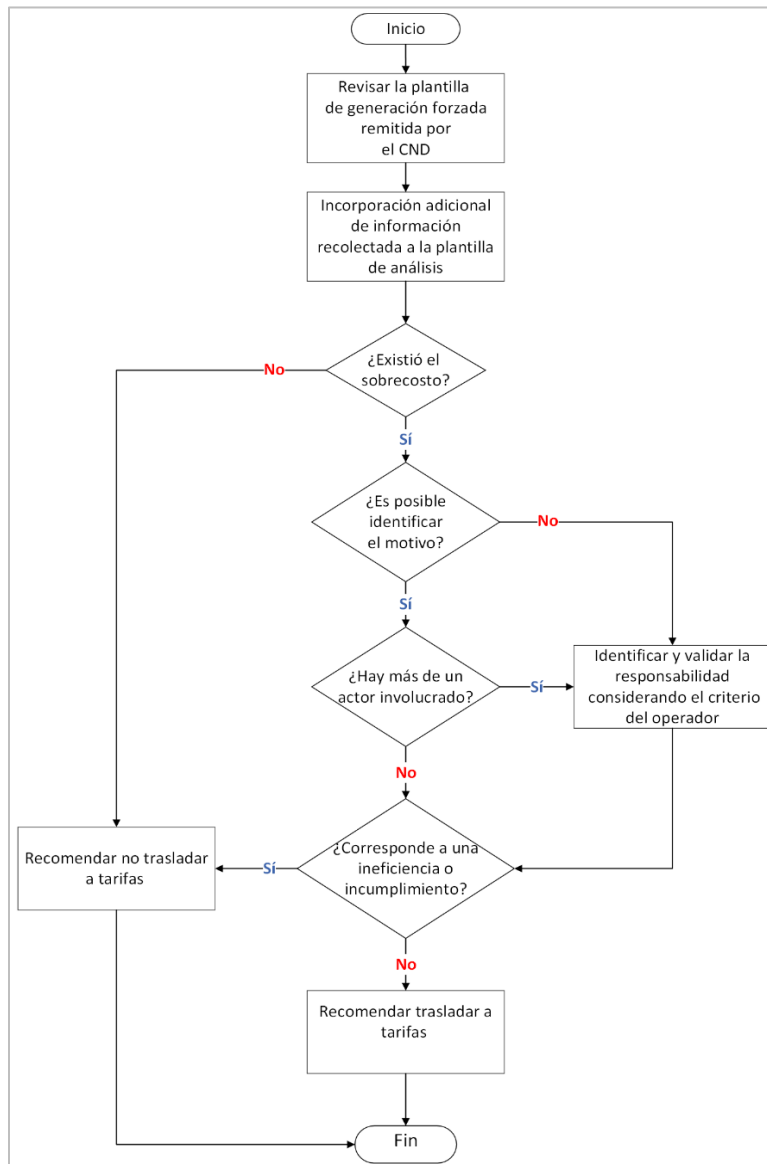 Inicio
Revisar la plantilla
de generación forzada
remitida por
el CND
Incorporación adicional
de información
recolectada a la plantilla
de análisis
¿Existió el
sobrecosto?
No
Sí
¿Es posible
identificar
el motivo?
No
Sí
¿Hay más de un
actor involucrado?
Sí
Identificar y validar la
responsabilidad
considerando el criterio
del operador
No
¿Corresponde a una
ineficiencia o
incumplimiento?
Sí
Recomendar no trasladar
a tarifas
No
Recomendar trasladar a
tarifas
Fin